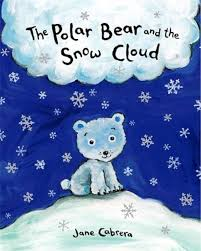 The Polar Bear and the
Snow Cloud
Jane Cabrera